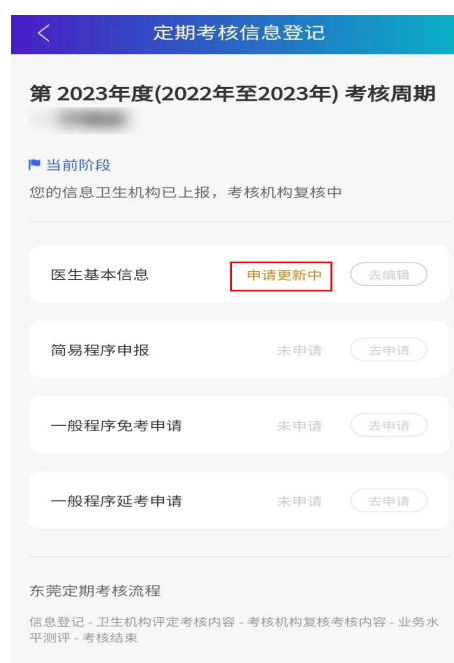 定期考核信息登记
第 2023年度(2022年至2023年) 考核周期
当前阶段
您的信息卫生机构已上报，考核机构复核中
医生基本信息 申请更新中 去编辑
简易程序申报 未申请 去申请
一般程序免考申请 未申请 去申请
一般程序延考申请 未申请 去申请
东莞定期考核流程
信息登记 - 卫生机构评定考核内容 - 考核机构复核考核内容 - 业务水
平测评 - 考核结束